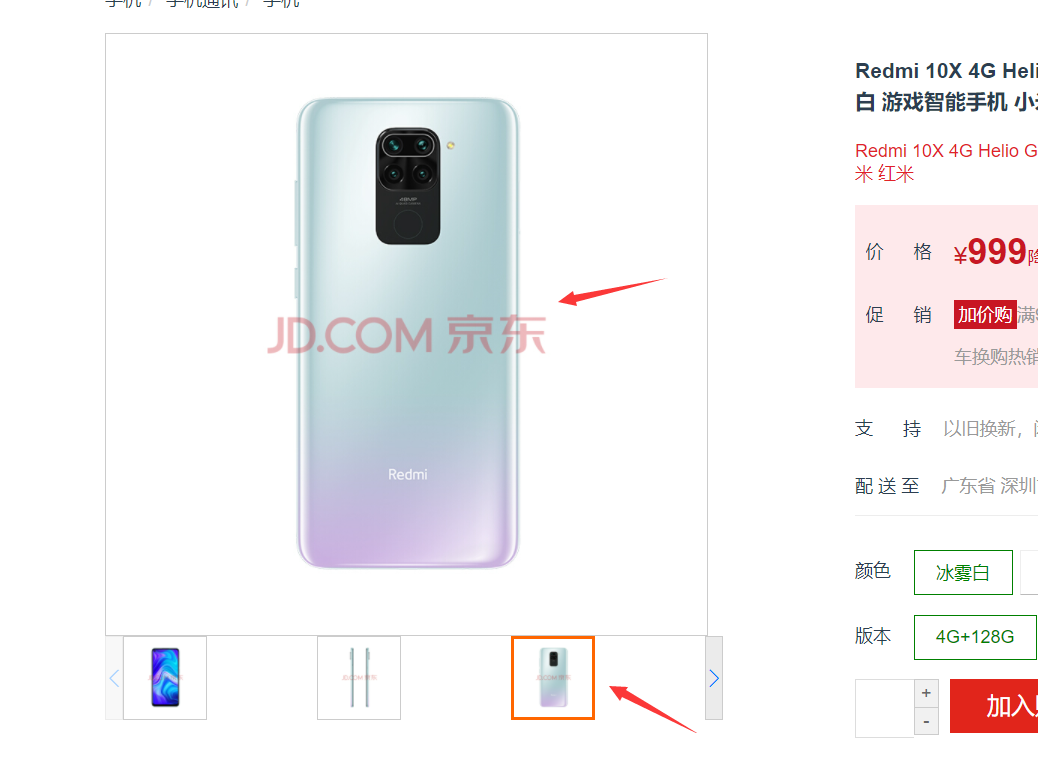 手机 / 手机通讯 / 手机
Redmi 10X 4G Heli
白 游戏智能手机 小
Redmi 10X 4G Helio G
米 红米
价 格 ¥999降
促 销 加价购 满
车换购热销
支 持 以旧换新,
配 送 至 广东省 深圳
颜色 冰雾白
版本 4G+128G
+
-
加入
48MP
JD.COM 京东
Redmi
JD.COM 京东
JD.COM 京东